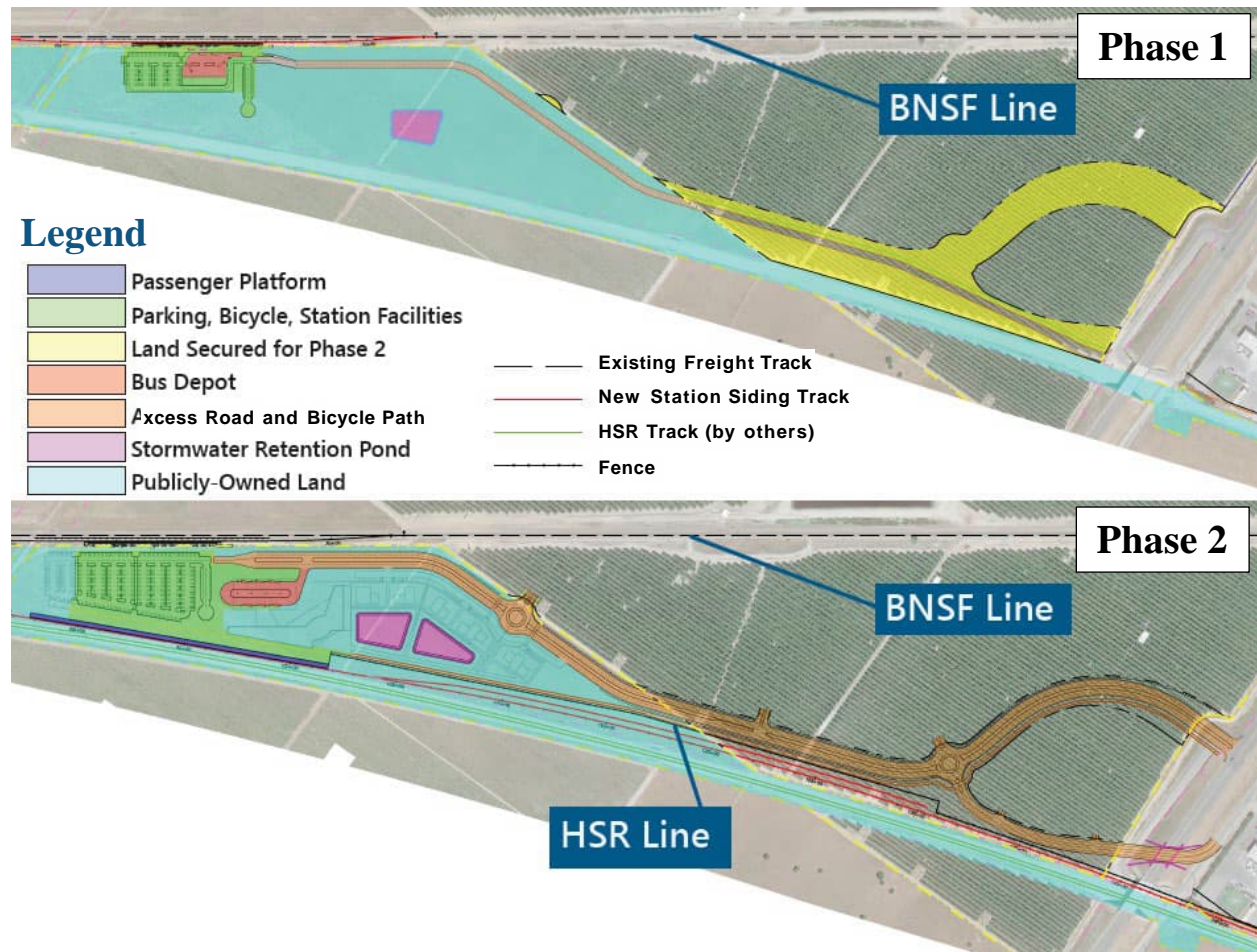 Phase 1
BNSF Line
Legend
Passenger Platform
Parking, Bicycle, Station Facilities
Land Secured for Phase 2
Bus Depot
Axcess Road and Bicycle Path
Stormwater Retention Pond
Publicly-Owned Land
Existing Freight Track
New Station Siding Track
HSR Track (by others)
Fence
Phase 2
BNSF Line
HSR Line